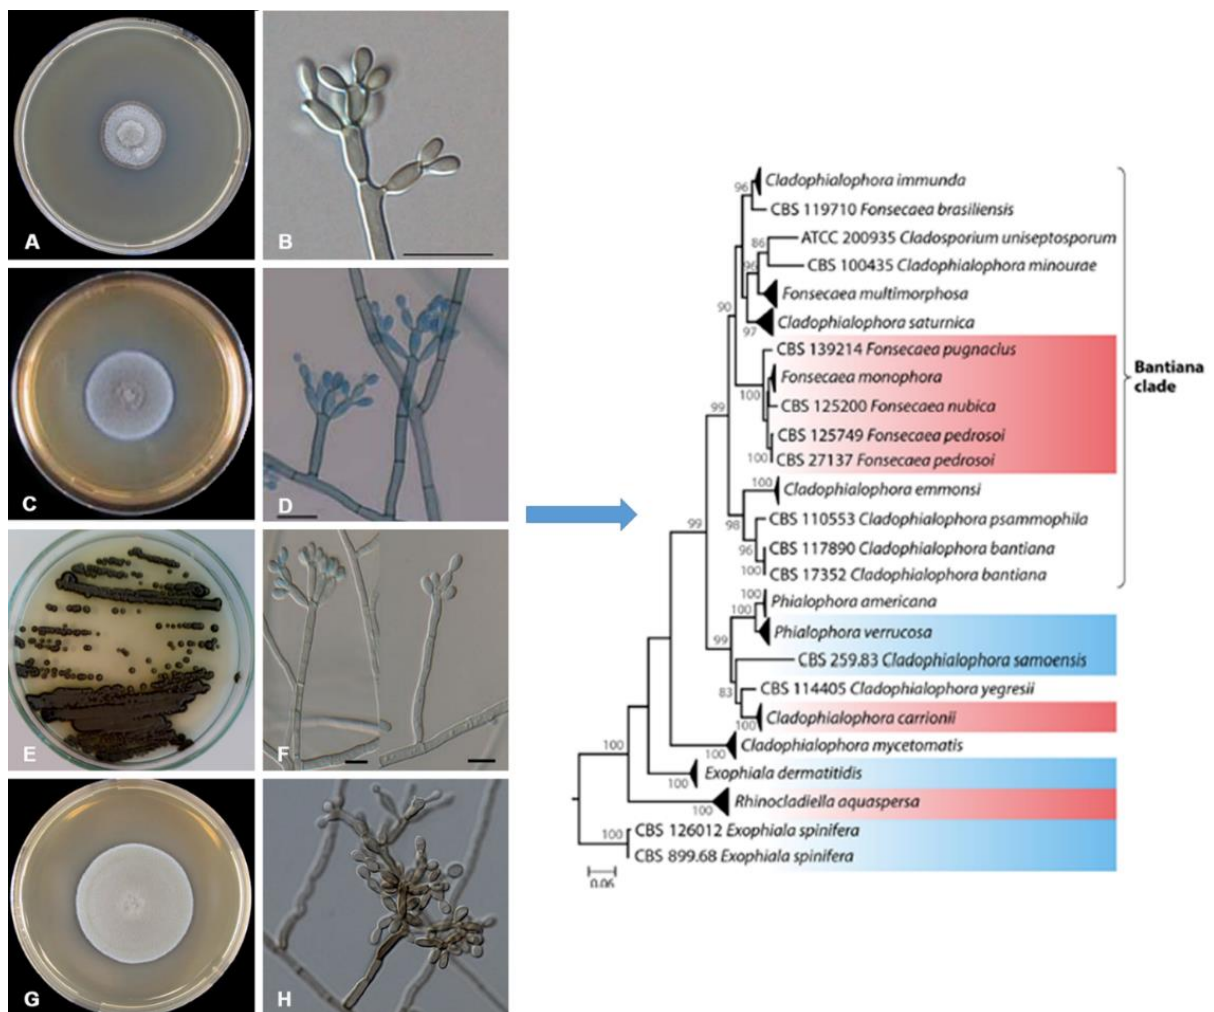 A
B
C
D
E
F
G
H
96
Cladophialophora immunda
CBS 119710 Fonsecaea brasiliensis
86
ATCC 200935 Cladosporium uniseptosporum
96
CBS 100435 Cladophialophora minourae
90
Fonsecaea multimorphosa
97
Cladophialophora saturnica
CBS 139214 Fonsecaea pugnacius
Bantiana
clade
Fonsecaea monophora
100
99
CBS 125200 Fonsecaea nubica
CBS 125749 Fonsecaea pedrosoi
100
CBS 27137 Fonsecaea pedrosoi
100
Cladophialophora emmonsi
99
98
CBS 110553 Cladophialophora psammophila
96
CBS 117890 Cladophialophora bantiana
100
CBS 17352 Cladophialophora bantiana
100
Phialophora americana
100
Phialophora verrucosa
99
CBS 259.83 Cladophialophora samoensis
83
CBS 114405 Cladophialophora yegresii
100
Cladophialophora carrionii
100
Cladophialophora mycetomatis
100
100
Exophiala dermatitidis
100
Rhinocladiella aquaspersa
100
CBS 126012 Exophiala spinifera
CBS 899.68 Exophiala spinifera
0.06